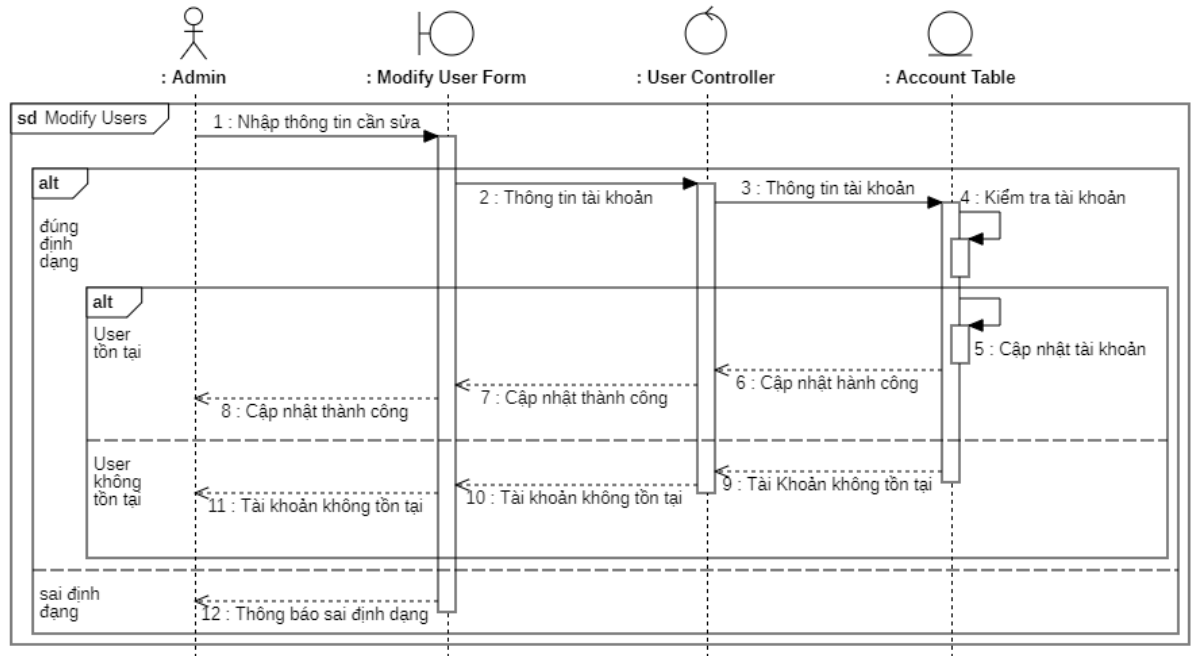 : Admin
: Modify User Form
: User Controller
: Account Table
sd Modify Users
1 : Nhập thông tin cần sửa
alt
2 : Thông tin tài khoản
3 : Thông tin tài khoản
4 : Kiểm tra tài khoản
đúng
định
dạng
alt
User
tồn tại
5 : Cập nhật tài khoản
6 : Cập nhật hành công
7 : Cập nhật thành công
8 : Cập nhật thành công
User
không
tồn tại
9 : Tài Khoản không tồn tại
10 : Tài khoản không tồn tại
11 : Tài khoản không tồn tại
sai định
đạng
12 : Thông báo sai định dạng